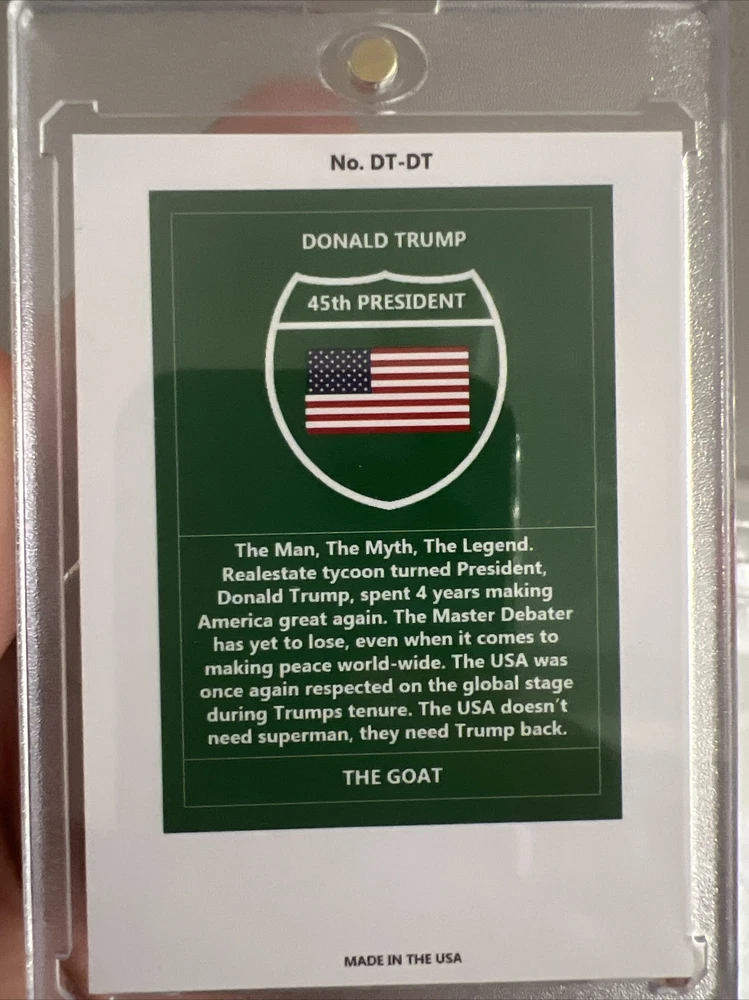 No. DT-DT
DONALD TRUMP
45th PRESIDENT
The Man, The Myth, The Legend.
Realestate tycoon turned President,
Donald Trump, spent 4 years making
America great again. The Master Debater
has yet to lose, even when it comes to
making peace world-wide. The USA was
once again respected on the global stage
during Trumps tenure. The USA doesn't
need superman, they need Trump back.
THE GOAT
MADE IN THE USA